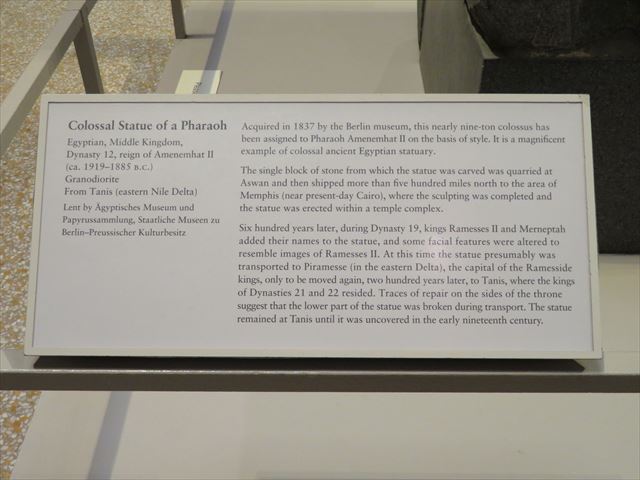 Colossal Statue of a Pharaoh
Egyptian, Middle Kingdom,
Dynasty 12, reign of Amenemhat II
(ca. 1919–1885 B.C.)
Granodiorite
From Tanis (eastern Nile Delta)
Lent by Ägyptisches Museum und
Papyrussammlung, Staatliche Museen zu
Berlin–Preussischer Kulturbesitz
Acquired in 1837 by the Berlin museum, this nearly nine-ton colossus has
been assigned to Pharaoh Amenemhat II on the basis of style. It is a magnificent
example of colossal ancient Egyptian statuary.
The single block of stone from which the statue was carved was quarried at
Aswan and then shipped more than five hundred miles north to the area of
Memphis (near present-day Cairo), where the sculpting was completed and
the statue was erected within a temple complex.
Six hundred years later, during Dynasty 19, kings Ramesses II and Merneptah
added their names to the statue, and some facial features were altered to
resemble images of Ramesses II. At this time the statue presumably was
transported to Piramesse (in the eastern Delta), the capital of the Ramesside
kings, only to be moved again, two hundred years later, to Tanis, where the kings
of Dynasties 21 and 22 resided. Traces of repair on the sides of the throne
suggest that the lower part of the statue was broken during transport. The statue
remained at Tanis until it was uncovered in the early nineteenth century.